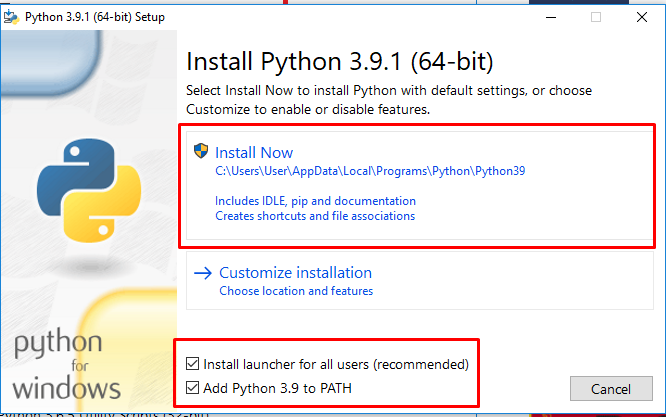 Python 3.9.1 (64-bit) Setup
Install Python 3.9.1 (64-bit)
Select Install Now to install Python with default settings, or choose
Customize to enable or disable features.
Install Now
C:\Users\User\AppData\Local\Programs\Python\Python39
Includes IDLE, pip and documentation
Creates shortcuts and file associations
Customize installation
Choose location and features
python
for
windows
Install launcher for all users (recommended)
Add Python 3.9 to PATH
Cancel